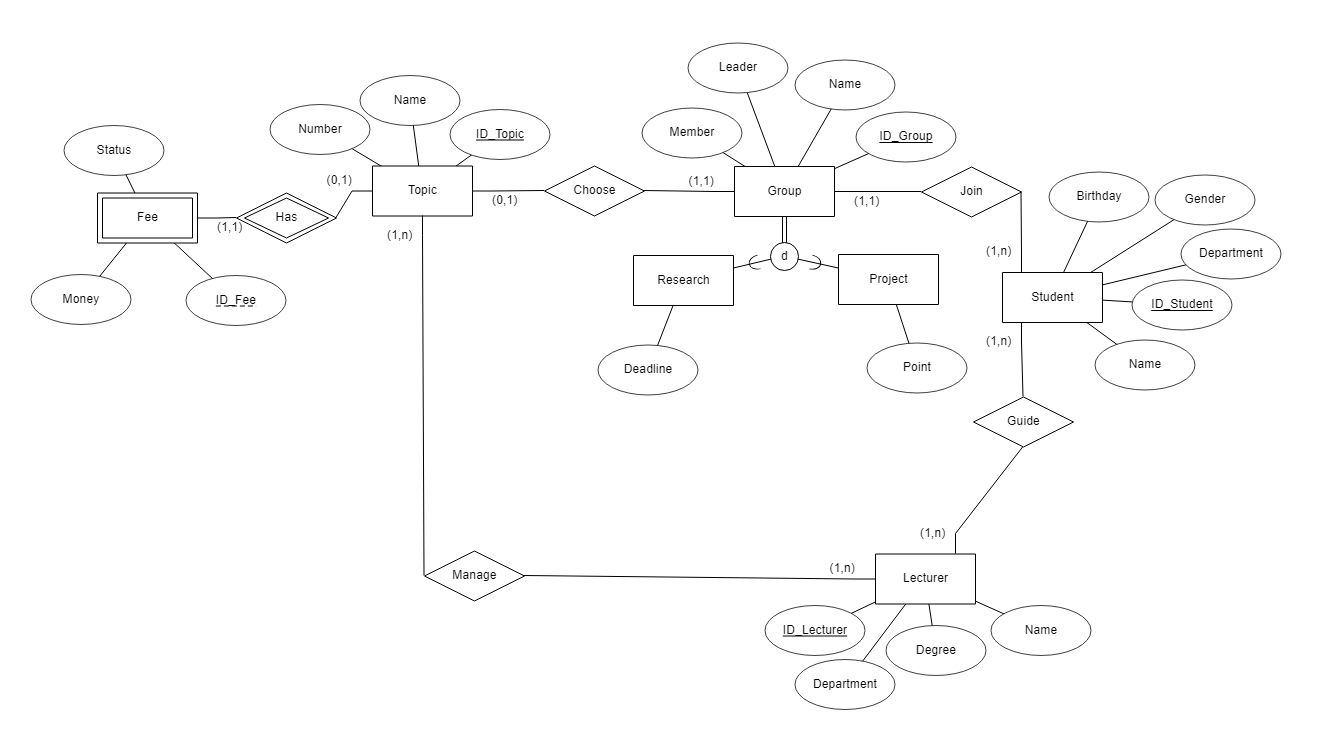 Leader
Name
Name
Number
ID_Topic
Member
ID_Group
Status
(0,1)
Topic
Choose
(1,1)
Group
Join
(0,1)
(1,1)
Birthday
Gender
Fee
(1,1)
Has
(1,n)
d
(1,n)
Department
Research
Project
Student
ID_Student
Money
ID_Fee
(1,n)
Deadline
Point
Name
Guide
(1,n)
Manage
(1,n)
Lecturer
ID_Lecturer
Name
Degree
Department